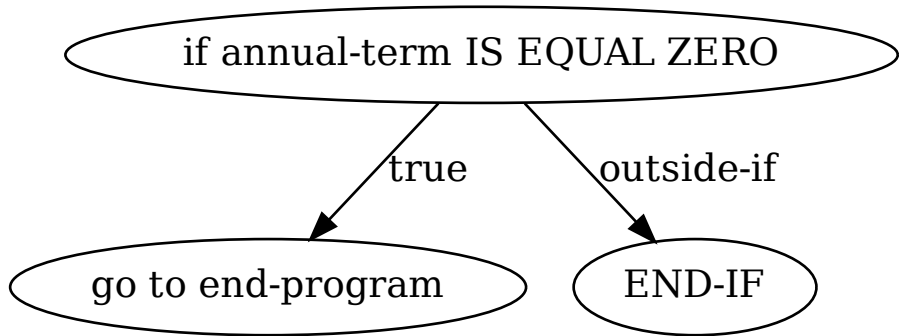 if annual-term IS EQUAL ZERO
true
outside-if
go to end-program
END-IF